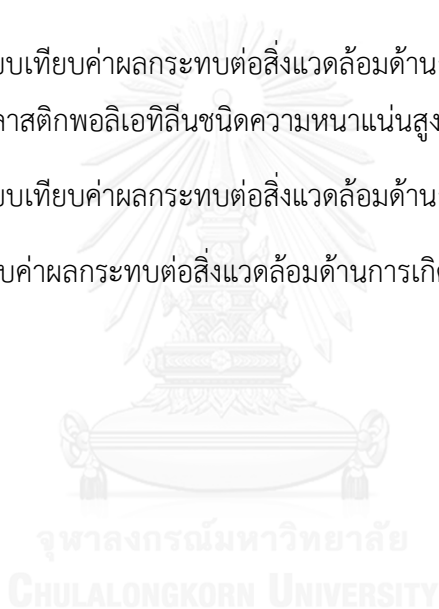 ยบเทียบค่าผลกระทบต่อสิ่งแวดล้อมด้าน
ลาสติกพอลิเอทิลีนชนิดความหนาแน่นสูง
ยบเทียบค่าผลกระทบต่อสิ่งแวดล้อมด้าน
บค่าผลกระทบต่อสิ่งแวดล้อมด้านการเกิด
จุฬาลงกรณ์มหาวิทยาลัย
CHULALONGKORN UNIVERSITY